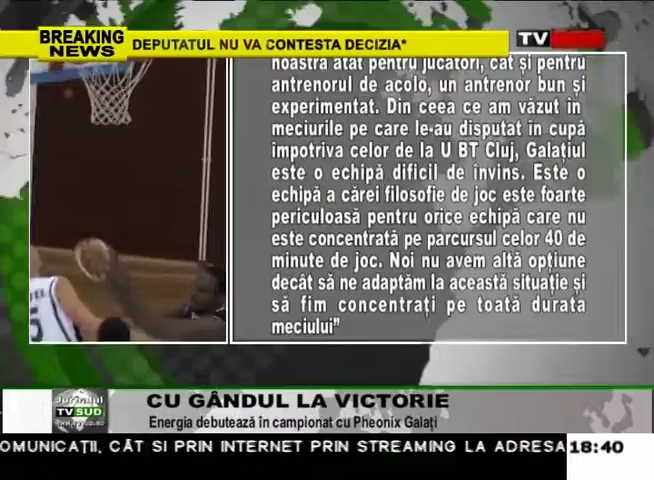 BREAKING
NEWS
DEPUTATUL NU VA CONTESTA DECIZIA*
TV
noastră atât pentru jucători, cât și pentru
antrenorul de acolo, un antrenor bun și
experimentat. Din ceea ce am văzut în
meciurile pe care le-au disputat în cupă
împotriva celor de la U BT Cluj, Galațiul
este o echipă dificil de învins. Este o
echipă a cărei filosofie de joc este foarte
periculoasă pentru orice echipă care nu
este concentrată pe parcursul celor 40 de
minute de joc. Noi nu avem altă opțiune
decât să ne adaptăm la această situație și
să fim concentrați pe toată durata
meciului”
5
Jurnalul
TV SUD
www.tvsud.ro
CU GÂNDUL LA VICTORIE
Energia debutează în campionat cu Pheonix Galați
OMUNICAȚII, CÂT SI PRIN INTERNET PRIN STREAMING LA ADRESA
18:40